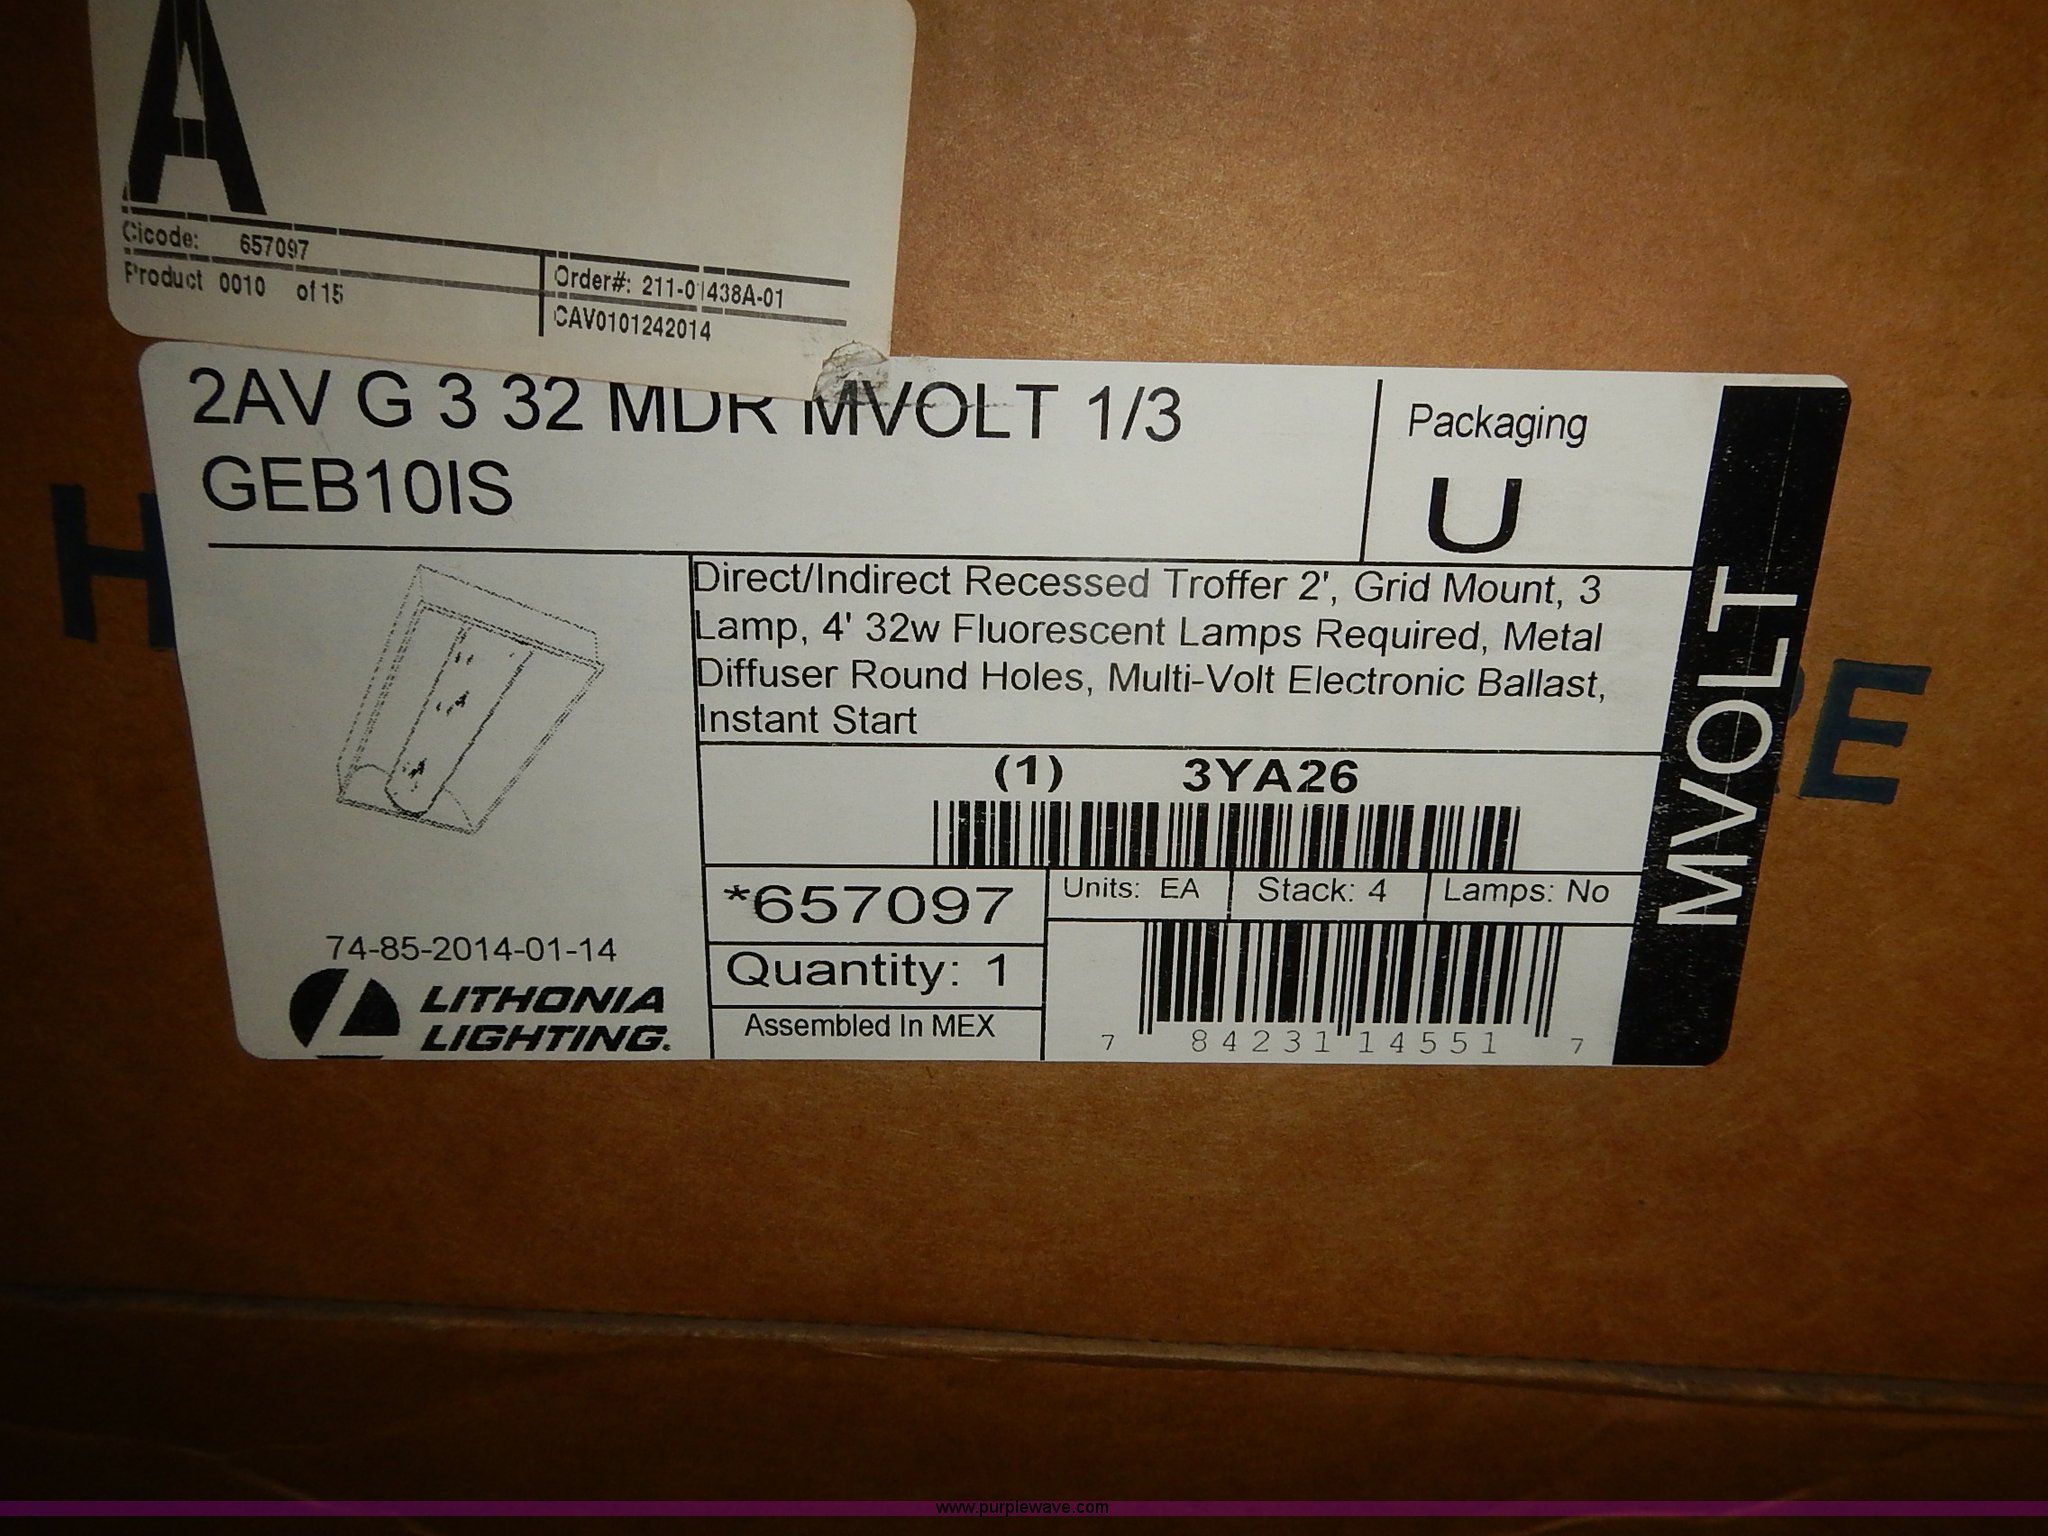 A
Cicode: 657097
Product 0010 of 15
Order#: 211-01438A-01
CAV0101242014
2AV G 3 32 MDR MVOLT 1/3
GEB10IS
Packaging
U
MVOLT
Direct/Indirect Recessed Troffer 2', Grid Mount, 3
Lamp, 4' 32w Fluorescent Lamps Required, Metal
Diffuser Round Holes, Multi-Volt Electronic Ballast,
Instant Start
(1) 3YA26
*657097
Units: EA
Stack: 4
Lamps: No
Quantity: 1
Assembled In MEX
7 84231 14551 7
74-85-2014-01-14
LITHONIA
LIGHTING.
www.purplewave.com